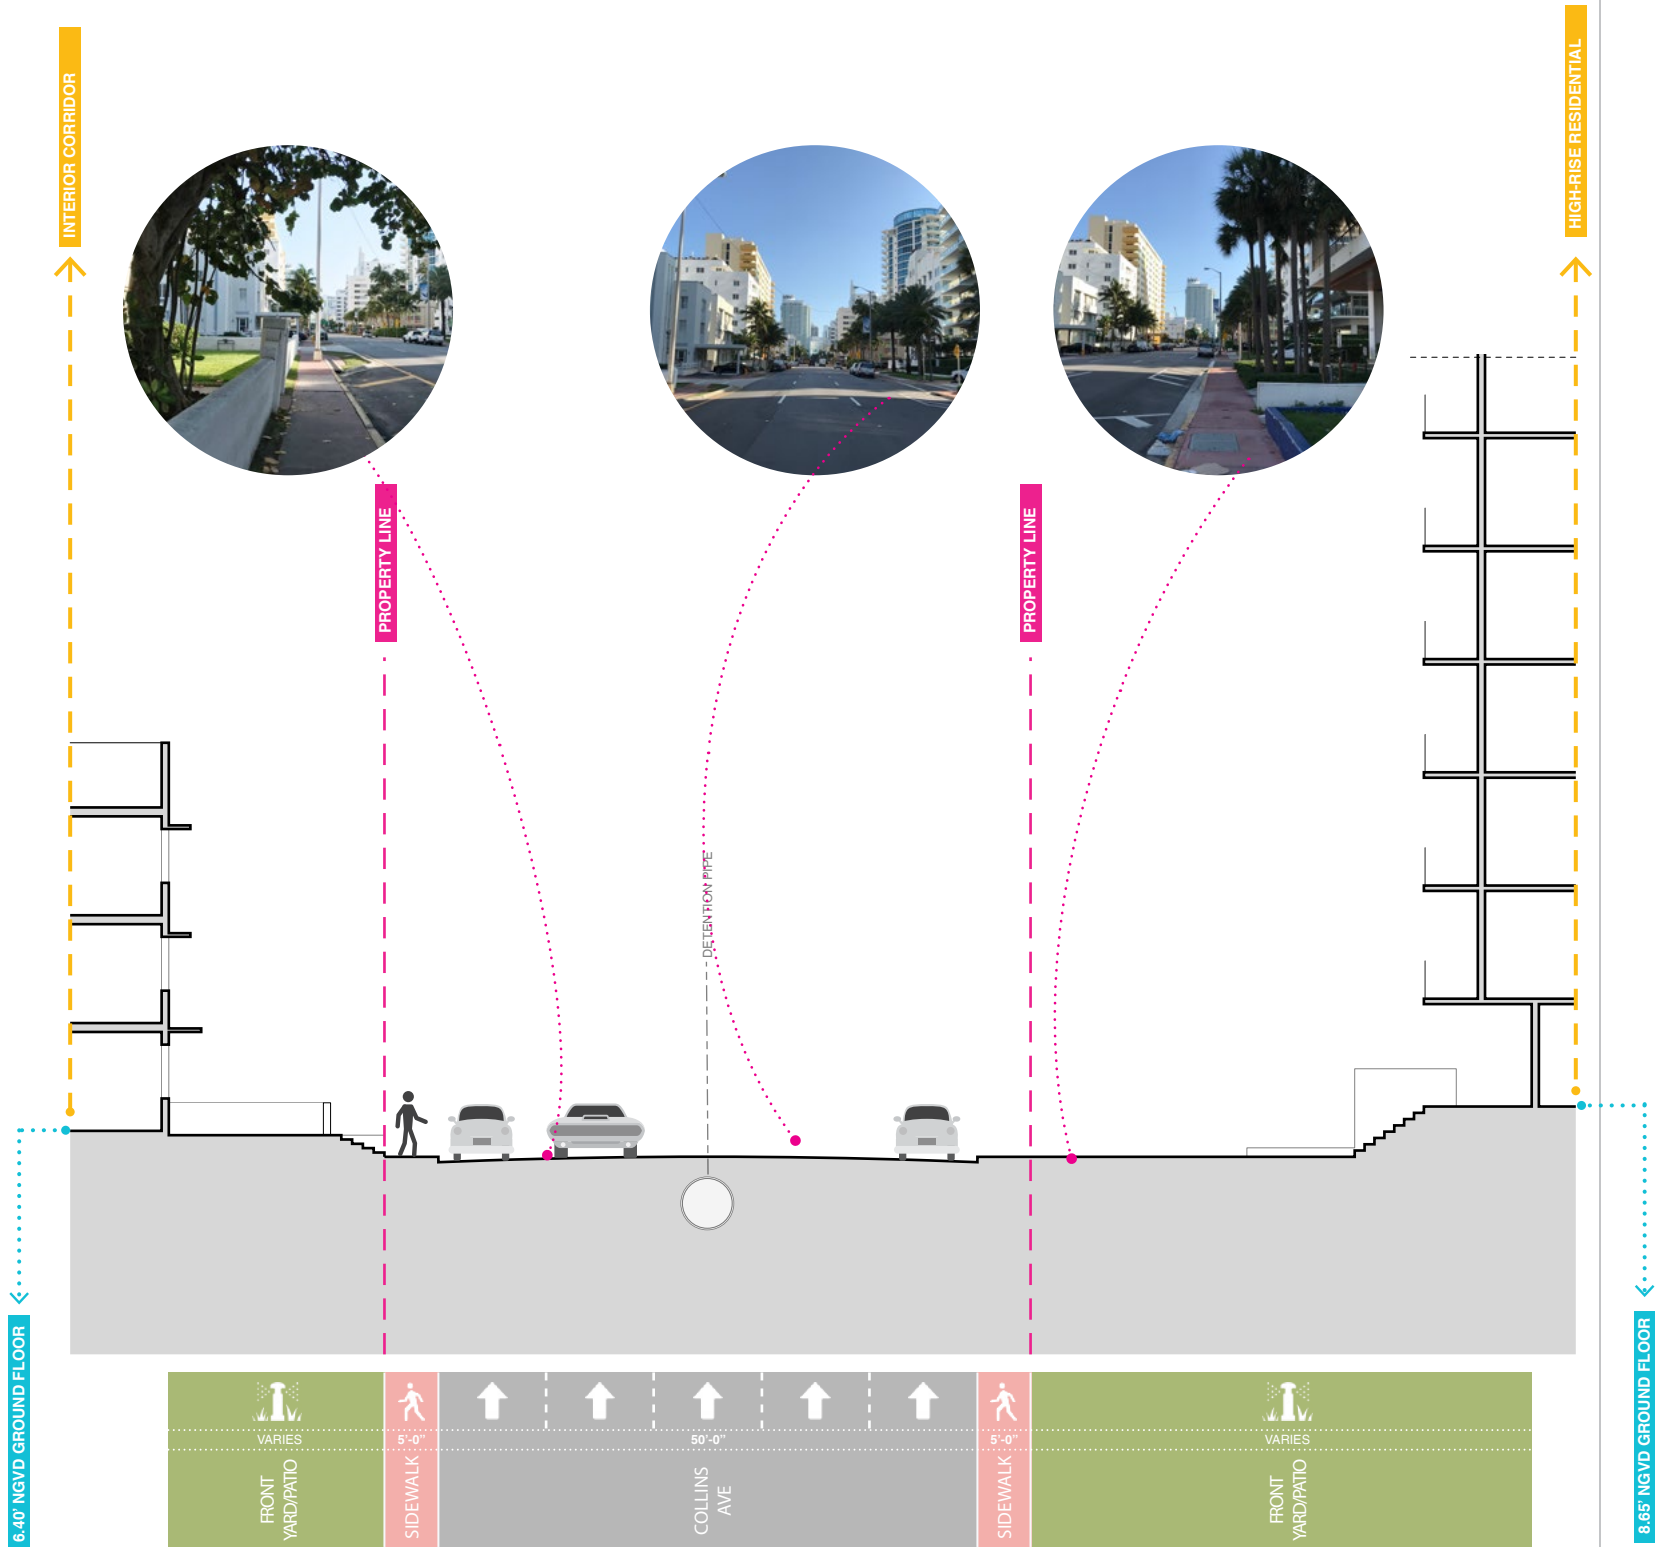 INTERIOR CORRIDOR
HIGH-RISE RESIDENTIAL
PROPERTY LINE
PROPERTY LINE
DETENTION PIPE
6.40' NGVD GROUND FLOOR
8.65' NGVD GROUND FLOOR
VARIES
5'-0"
50'-0"
5'-0"
VARIES
FRONT
YARD/PATIO
SIDEWALK
COLLINS
AVE
SIDEWALK
FRONT
YARD/PATIO